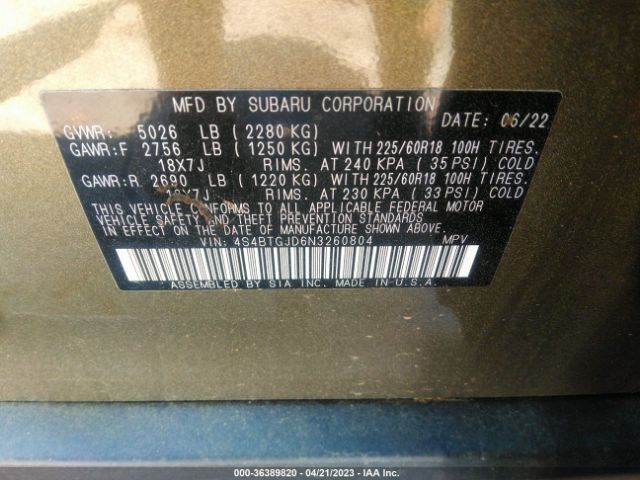 MFD BY SUBARU CORPORATION DATE: 06/22
GVWR: 5026 LB (2280 KG)
GAWR:F 2756 LB (1250 KG) WITH 225/60R18 100H TIRES.
18X7J RIMS. AT 240 KPA (35 PSI) COLD
GAWR:R 2690 LB (1220 KG) WITH 225/60R18 100H TIRES.
18X7J RIMS. AT 230 KPA (33 PSI) COLD
THIS VEHICLE CONFORMS TO ALL APPLICABLE FEDERAL MOTOR
VEHICLE SAFETY AND THEFT PREVENTION STANDARDS
IN EFFECT ON THE DATE OF MANUFACTURE SHOWN ABOVE.
VIN: 4S4BTGJD6N3260804 MPV
ASSEMBLED BY SIA INC. MADE IN U.S.A.
000-36389820 - 04/21/2023 - IAA Inc.